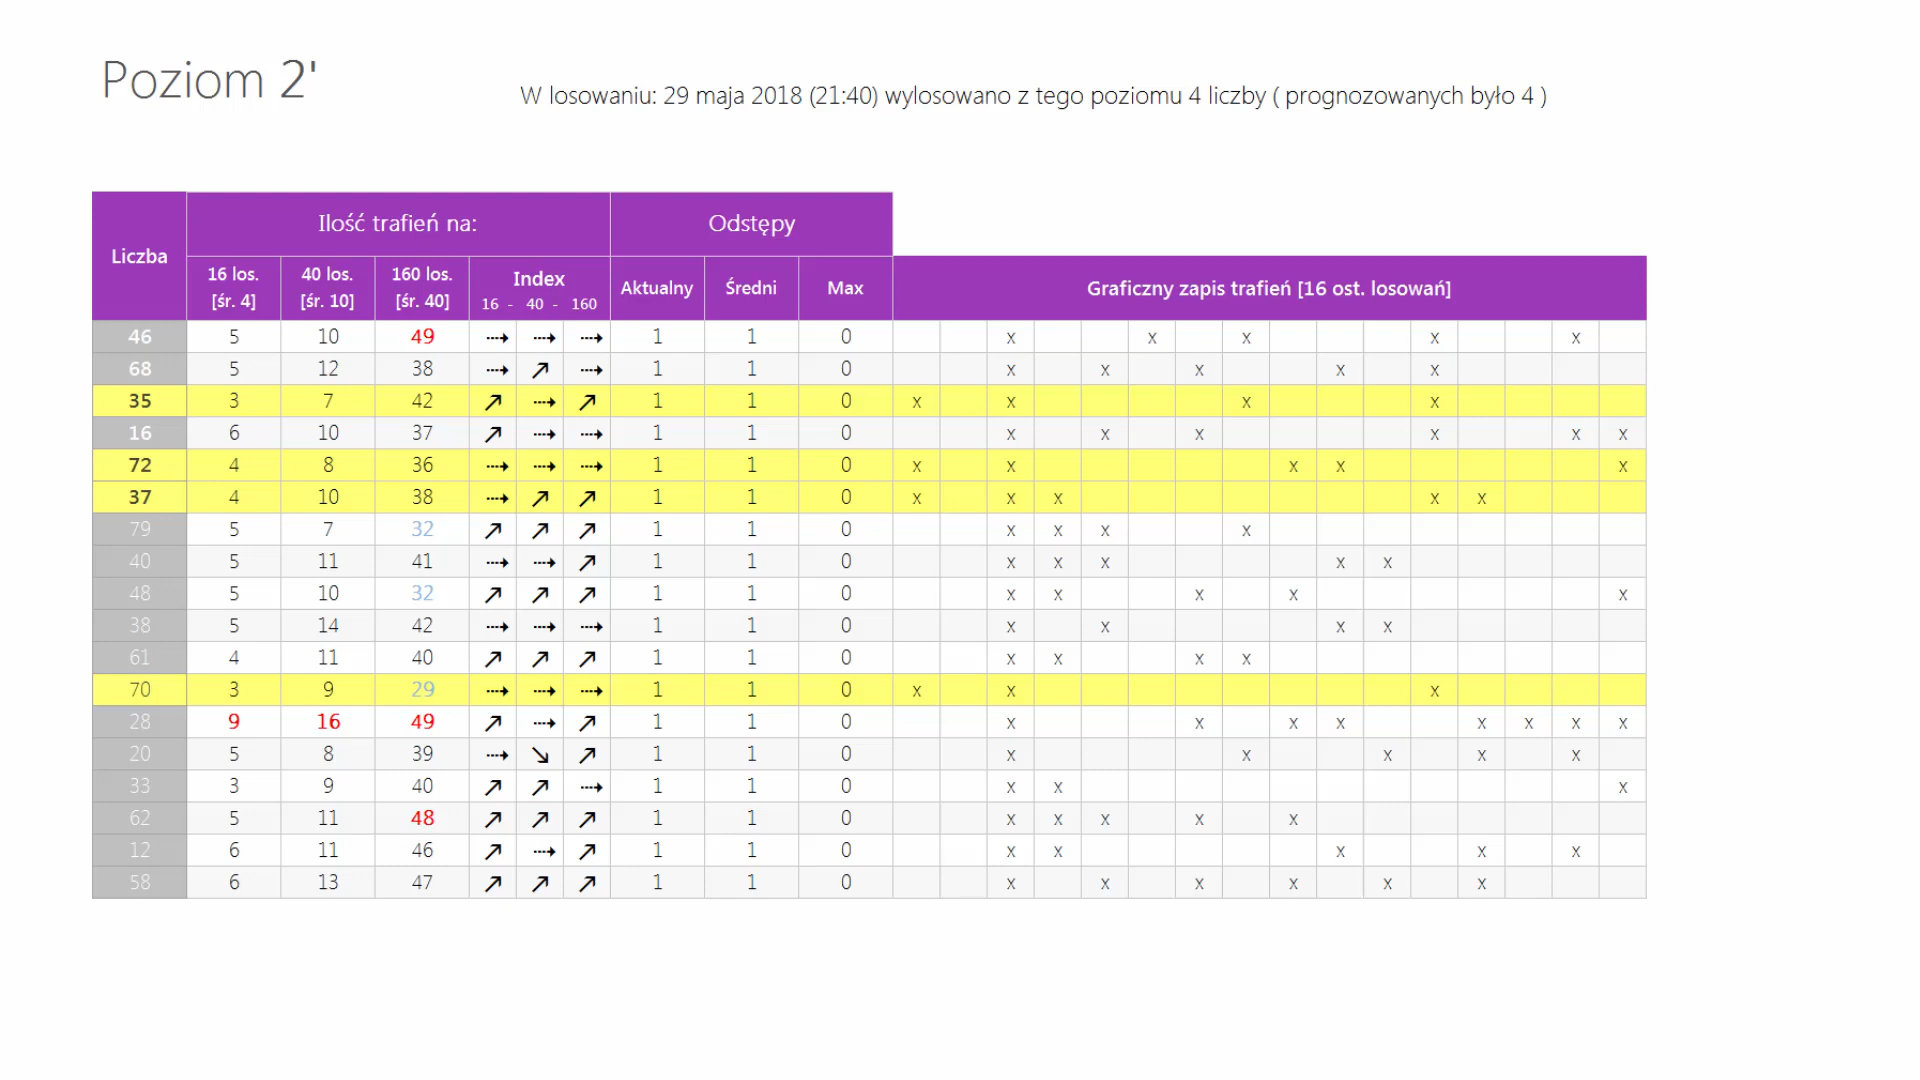 Poziom 2'
W losowaniu: 29 maja 2018 (21:40) wylosowano z tego poziomu 4 liczby ( prognozowanych było 4 )
Liczba Ilość trafień na: Odstępy
16 los. [śr. 4] 40 los. [śr. 10] 160 los. [śr. 40] Index 16 - 40 - 160 Aktualny Średni Max Graficzny zapis trafień [16 ost. losowań]
46 5 10 49 ⤑ ⤑ ⤑ 1 1 0 x x x x x
68 5 12 38 ⤑ ↗ ⤑ 1 1 0 x x x x x
35 3 7 42 ↗ ⤑ ↗ 1 1 0 x x x x
16 6 10 37 ↗ ⤑ ⤑ 1 1 0 x x x x x x
72 4 8 36 ⤑ ⤑ ⤑ 1 1 0 x x x x x
37 4 10 38 ⤑ ↗ ↗ 1 1 0 x x x x x
79 5 7 32 ↗ ↗ ↗ 1 1 0 x x x x
40 5 11 41 ⤑ ⤑ ↗ 1 1 0 x x x x x
48 5 10 32 ↗ ↗ ↗ 1 1 0 x x x x x
38 5 14 42 ⤑ ⤑ ⤑ 1 1 0 x x x x
61 4 11 40 ↗ ↗ ↗ 1 1 0 x x x x
70 3 9 29 ⤑ ⤑ ⤑ 1 1 0 x x x
28 9 16 49 ↗ ⤑ ↗ 1 1 0 x x x x x x x x
20 5 8 39 ⤑ ↘ ↗ 1 1 0 x x x x x
33 3 9 40 ↗ ↗ ⤑ 1 1 0 x x x
62 5 11 48 ↗ ↗ ↗ 1 1 0 x x x x x
12 6 11 46 ↗ ⤑ ↗ 1 1 0 x x x x x
58 6 13 47 ↗ ↗ ↗ 1 1 0 x x x x x x